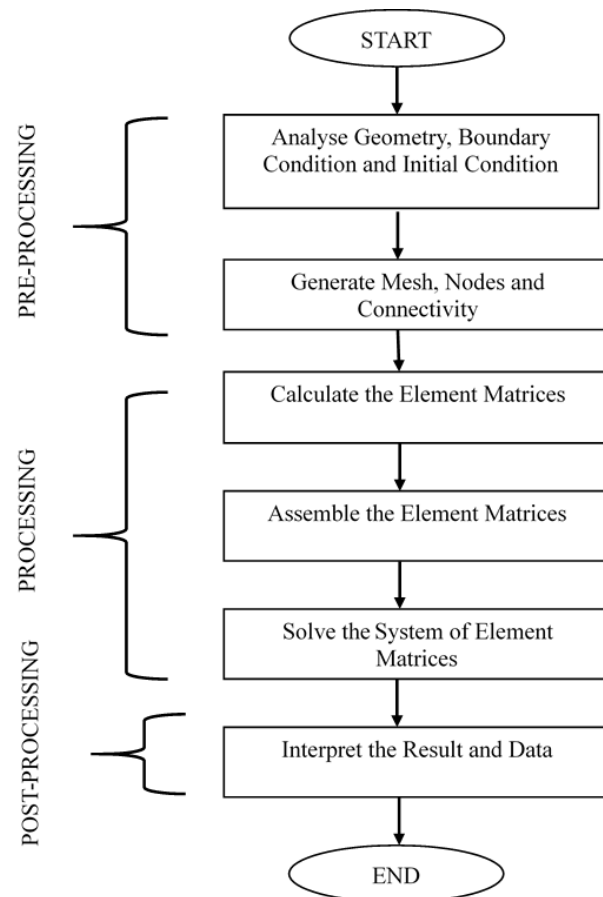 START
PRE-PROCESSING
Analyse Geometry, Boundary
Condition and Initial Condition
Generate Mesh, Nodes and
Connectivity
PROCESSING
Calculate the Element Matrices
Assemble the Element Matrices
Solve the System of Element
Matrices
POST-PROCESSING
Interpret the Result and Data
END